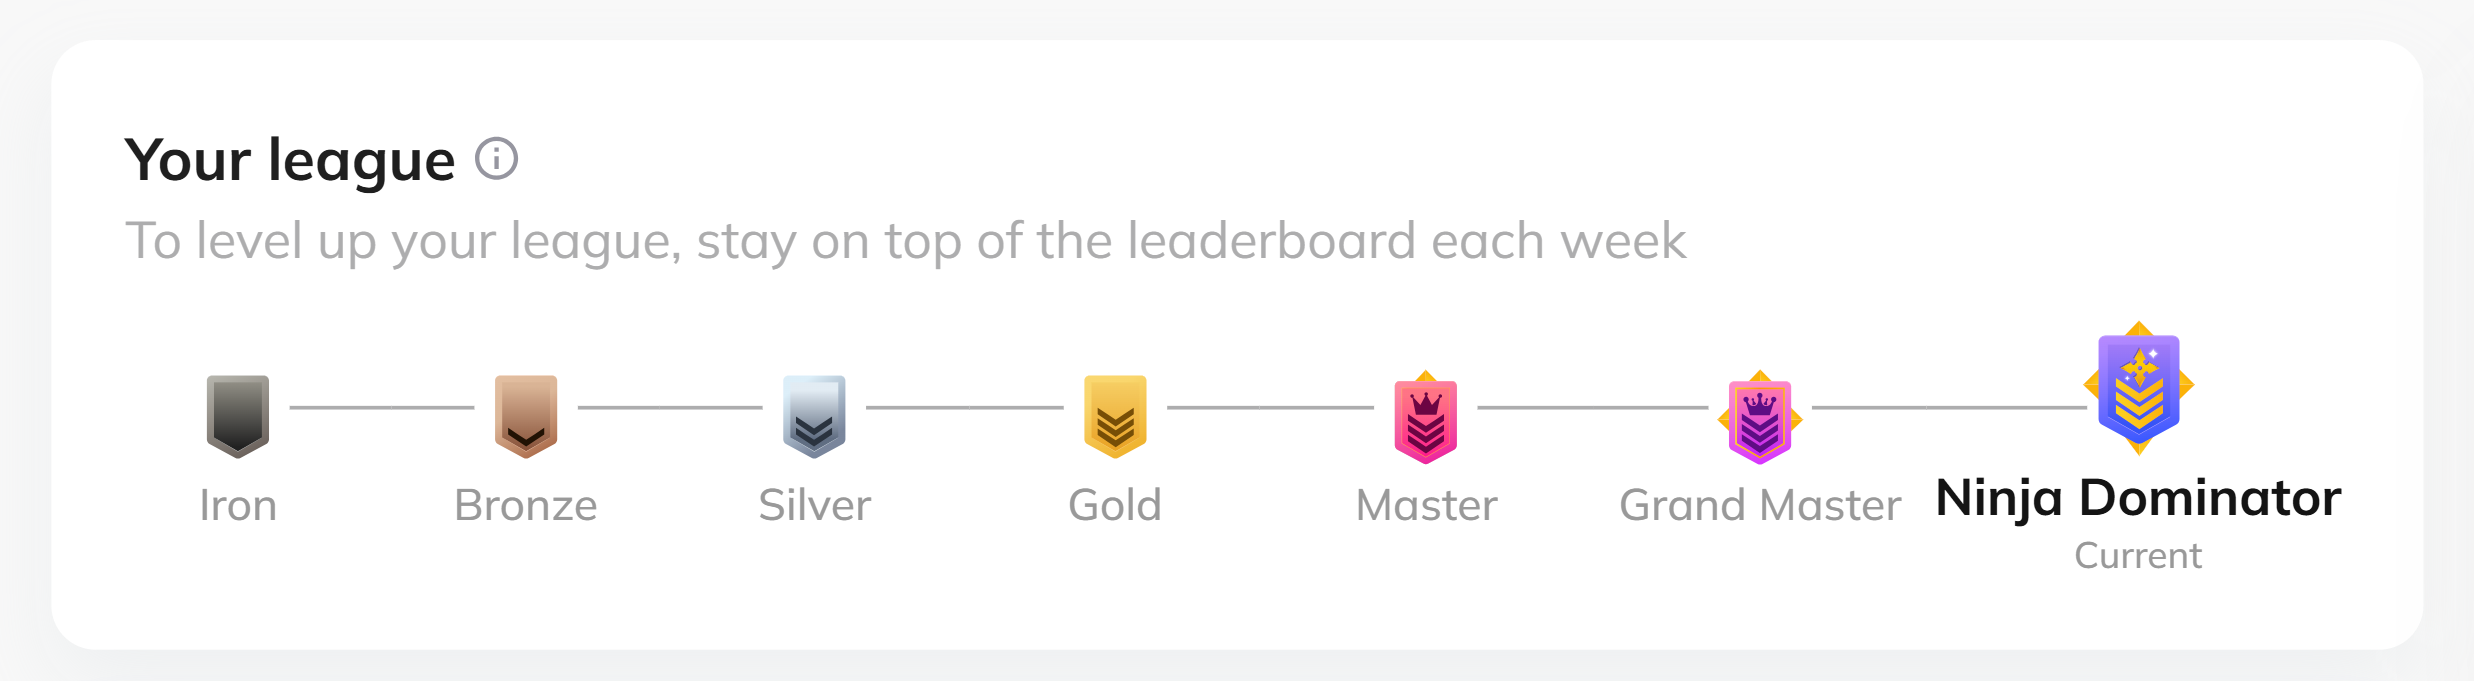 Your league
To level up your league, stay on top of the leaderboard each week
Iron
Bronze
Silver
Gold
Master
Grand Master
Ninja Dominator
Current